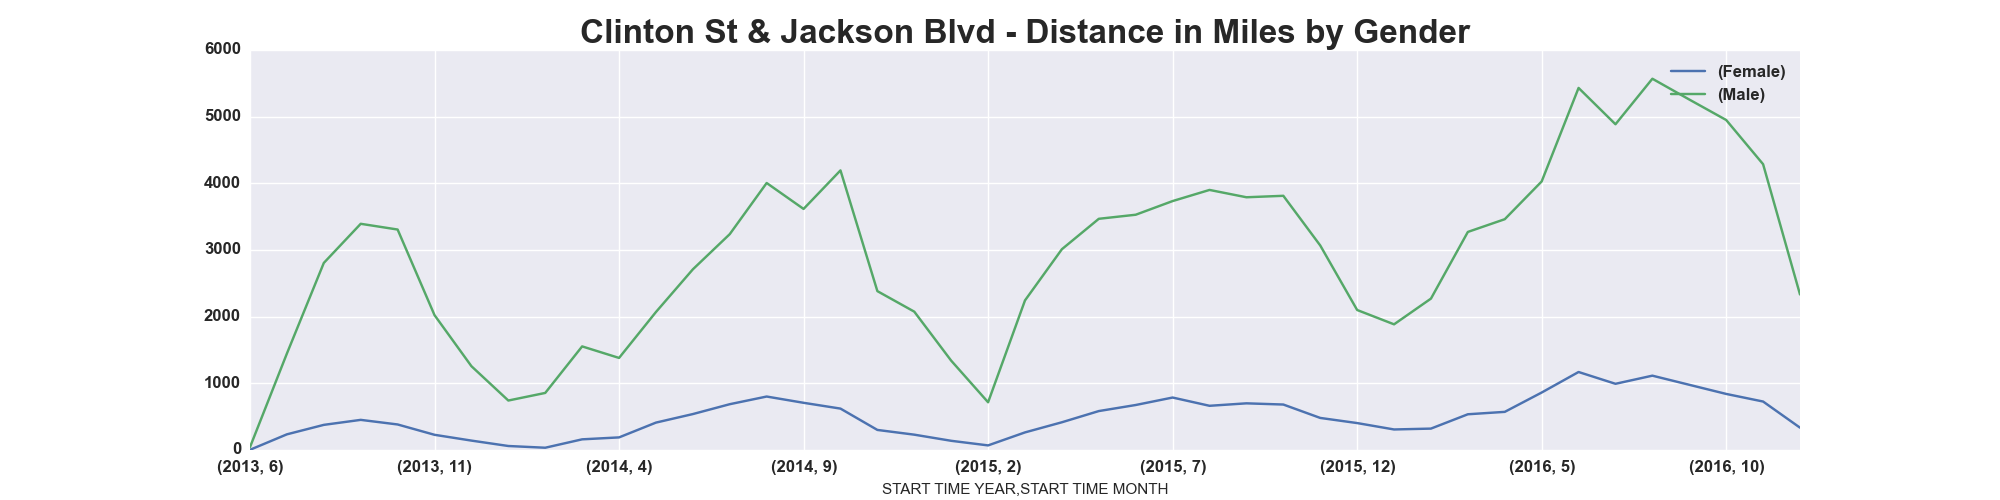 Clinton St & Jackson Blvd - Distance in Miles by Gender
6000
5000
4000
3000
2000
1000
0
(Female)
(Male)
(2013, 6) (2013, 11) (2014, 4) (2014, 9) (2015, 2) (2015, 7) (2015, 12) (2016, 5) (2016, 10)
START TIME YEAR,START TIME MONTH